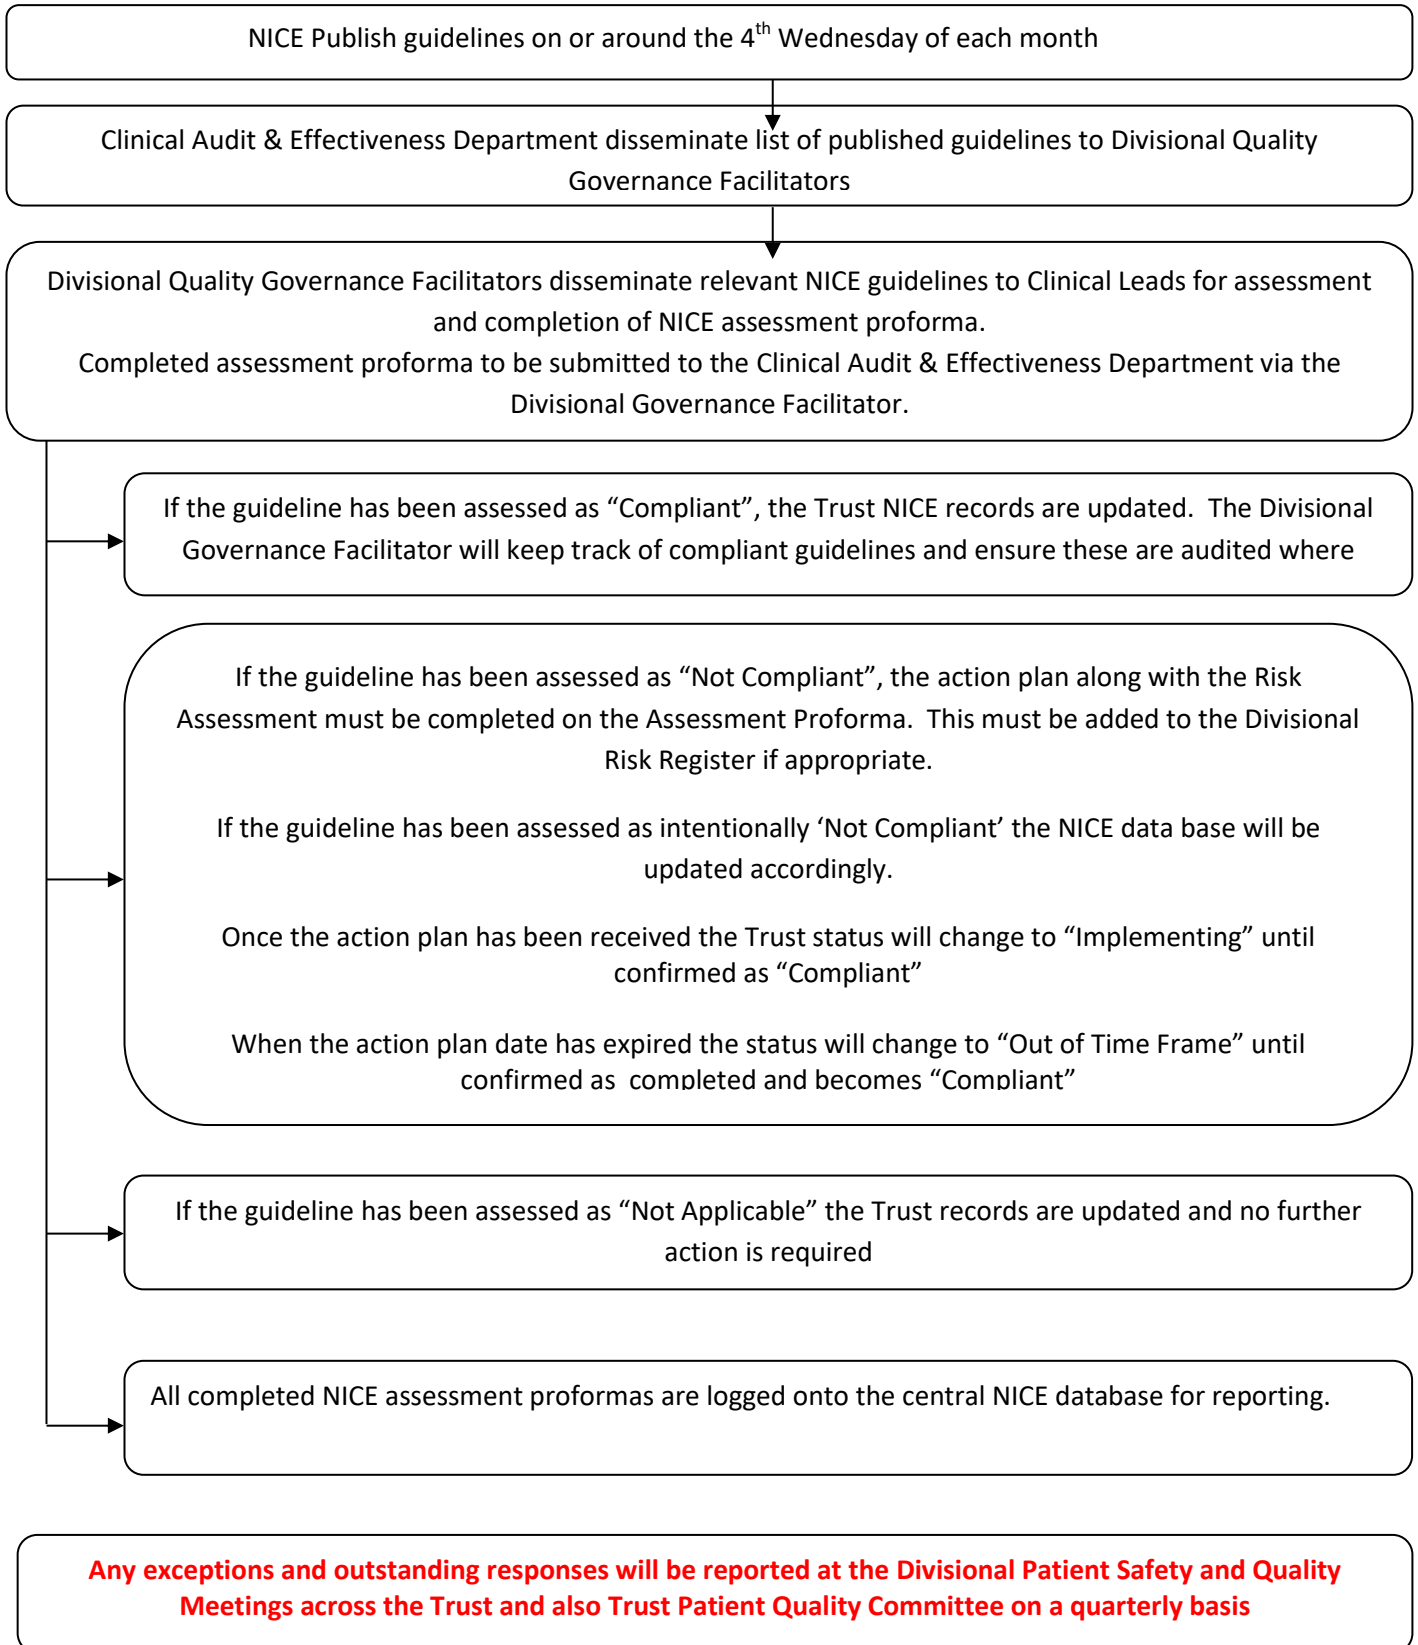 NICE Publish guidelines on or around the 4th Wednesday of each month
Clinical Audit & Effectiveness Department disseminate list of published guidelines to Divisional Quality
Governance Facilitators
Divisional Quality Governance Facilitators disseminate relevant NICE guidelines to Clinical Leads for assessment
and completion of NICE assessment proforma.
Completed assessment proforma to be submitted to the Clinical Audit & Effectiveness Department via the
Divisional Governance Facilitator.
If the guideline has been assessed as “Compliant”, the Trust NICE records are updated.  The Divisional
Governance Facilitator will keep track of compliant guidelines and ensure these are audited where
If the guideline has been assessed as “Not Compliant”, the action plan along with the Risk
Assessment must be completed on the Assessment Proforma.  This must be added to the Divisional
Risk Register if appropriate.
If the guideline has been assessed as intentionally ‘Not Compliant’ the NICE data base will be
updated accordingly.
Once the action plan has been received the Trust status will change to “Implementing” until
confirmed as “Compliant”
When the action plan date has expired the status will change to “Out of Time Frame” until
confirmed as  completed and becomes “Compliant”
If the guideline has been assessed as “Not Applicable” the Trust records are updated and no further
action is required
All completed NICE assessment proformas are logged onto the central NICE database for reporting.
Any exceptions and outstanding responses will be reported at the Divisional Patient Safety and Quality
Meetings across the Trust and also Trust Patient Quality Committee on a quarterly basis